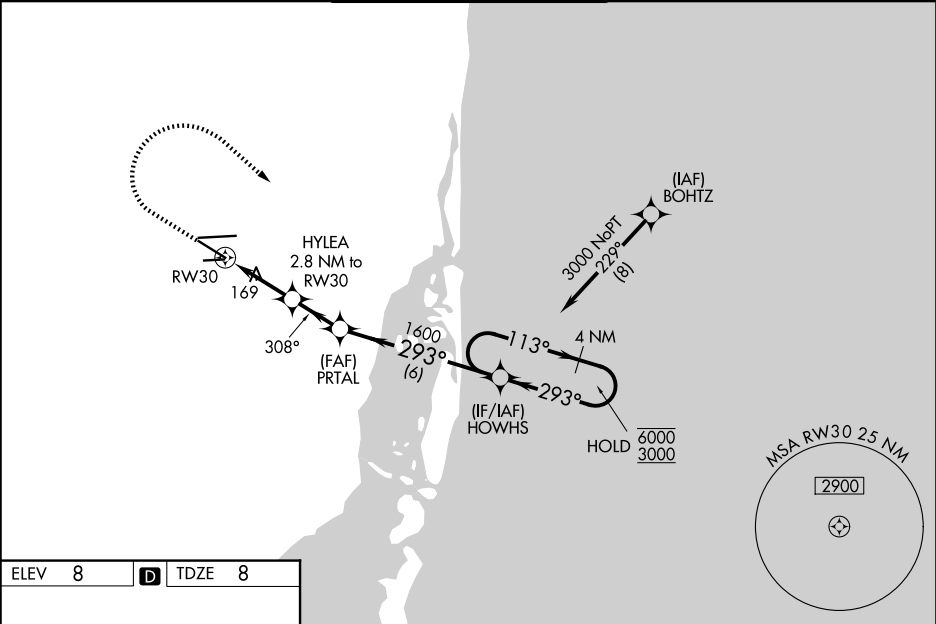 (IAF)
BOHTZ
3000 NoPT
229°
(8)
HYLEA
2.8 NM to
RW30
RW30
169
308°
(FAF)
PRTAL
1600
293°
(6)
113°
4 NM
293°
(IF/IAF)
HOWHS
HOLD 6000
3000
MSA RW30 25 NM
2900
ELEV 8 D TDZE 8